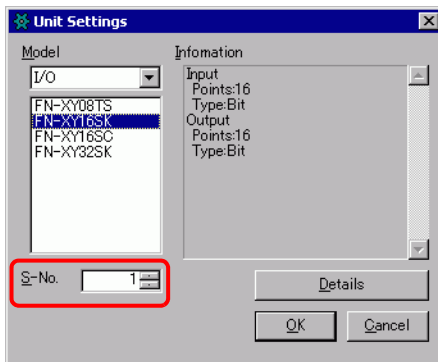 Unit Settings
Model
Infomation
I/O
FN-XY08TS
FN-XY16SK
FN-XY16SC
FN-XY32SK
Input
Points:16
Type:Bit
Output
Points:16
Type:Bit
S-No.
1
Details
OK
Cancel